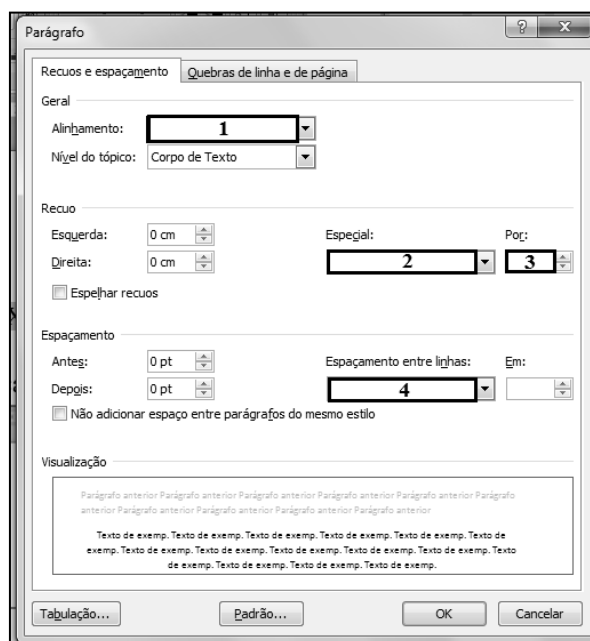 Parágrafo
Recuos e espaçamento Quebras de linha e de página
Geral
Alinhamento: 1
Nível do tópico: Corpo de Texto
Recuo
Esquerda: 0 cm Especial: Por:
Direita: 0 cm 2 3
Espelhar recuos
Espaçamento
Antes: 0 pt Espaçamento entre linhas: Em:
Depois: 0 pt 4
Não adicionar espaço entre parágrafos do mesmo estilo
Visualização
Parágrafo anterior Parágrafo anterior Parágrafo anterior Parágrafo anterior Parágrafo anterior Parágrafo
anterior Parágrafo anterior Parágrafo anterior Parágrafo anterior Parágrafo anterior
Texto de exemp. Texto de exemp. Texto de exemp. Texto de exemp. Texto de exemp. Texto de
exemp. Texto de exemp. Texto de exemp. Texto de exemp. Texto de exemp. Texto de exemp. Texto
de exemp. Texto de exemp. Texto de exemp. Texto de exemp.
Tabulação... Padrão... OK Cancelar